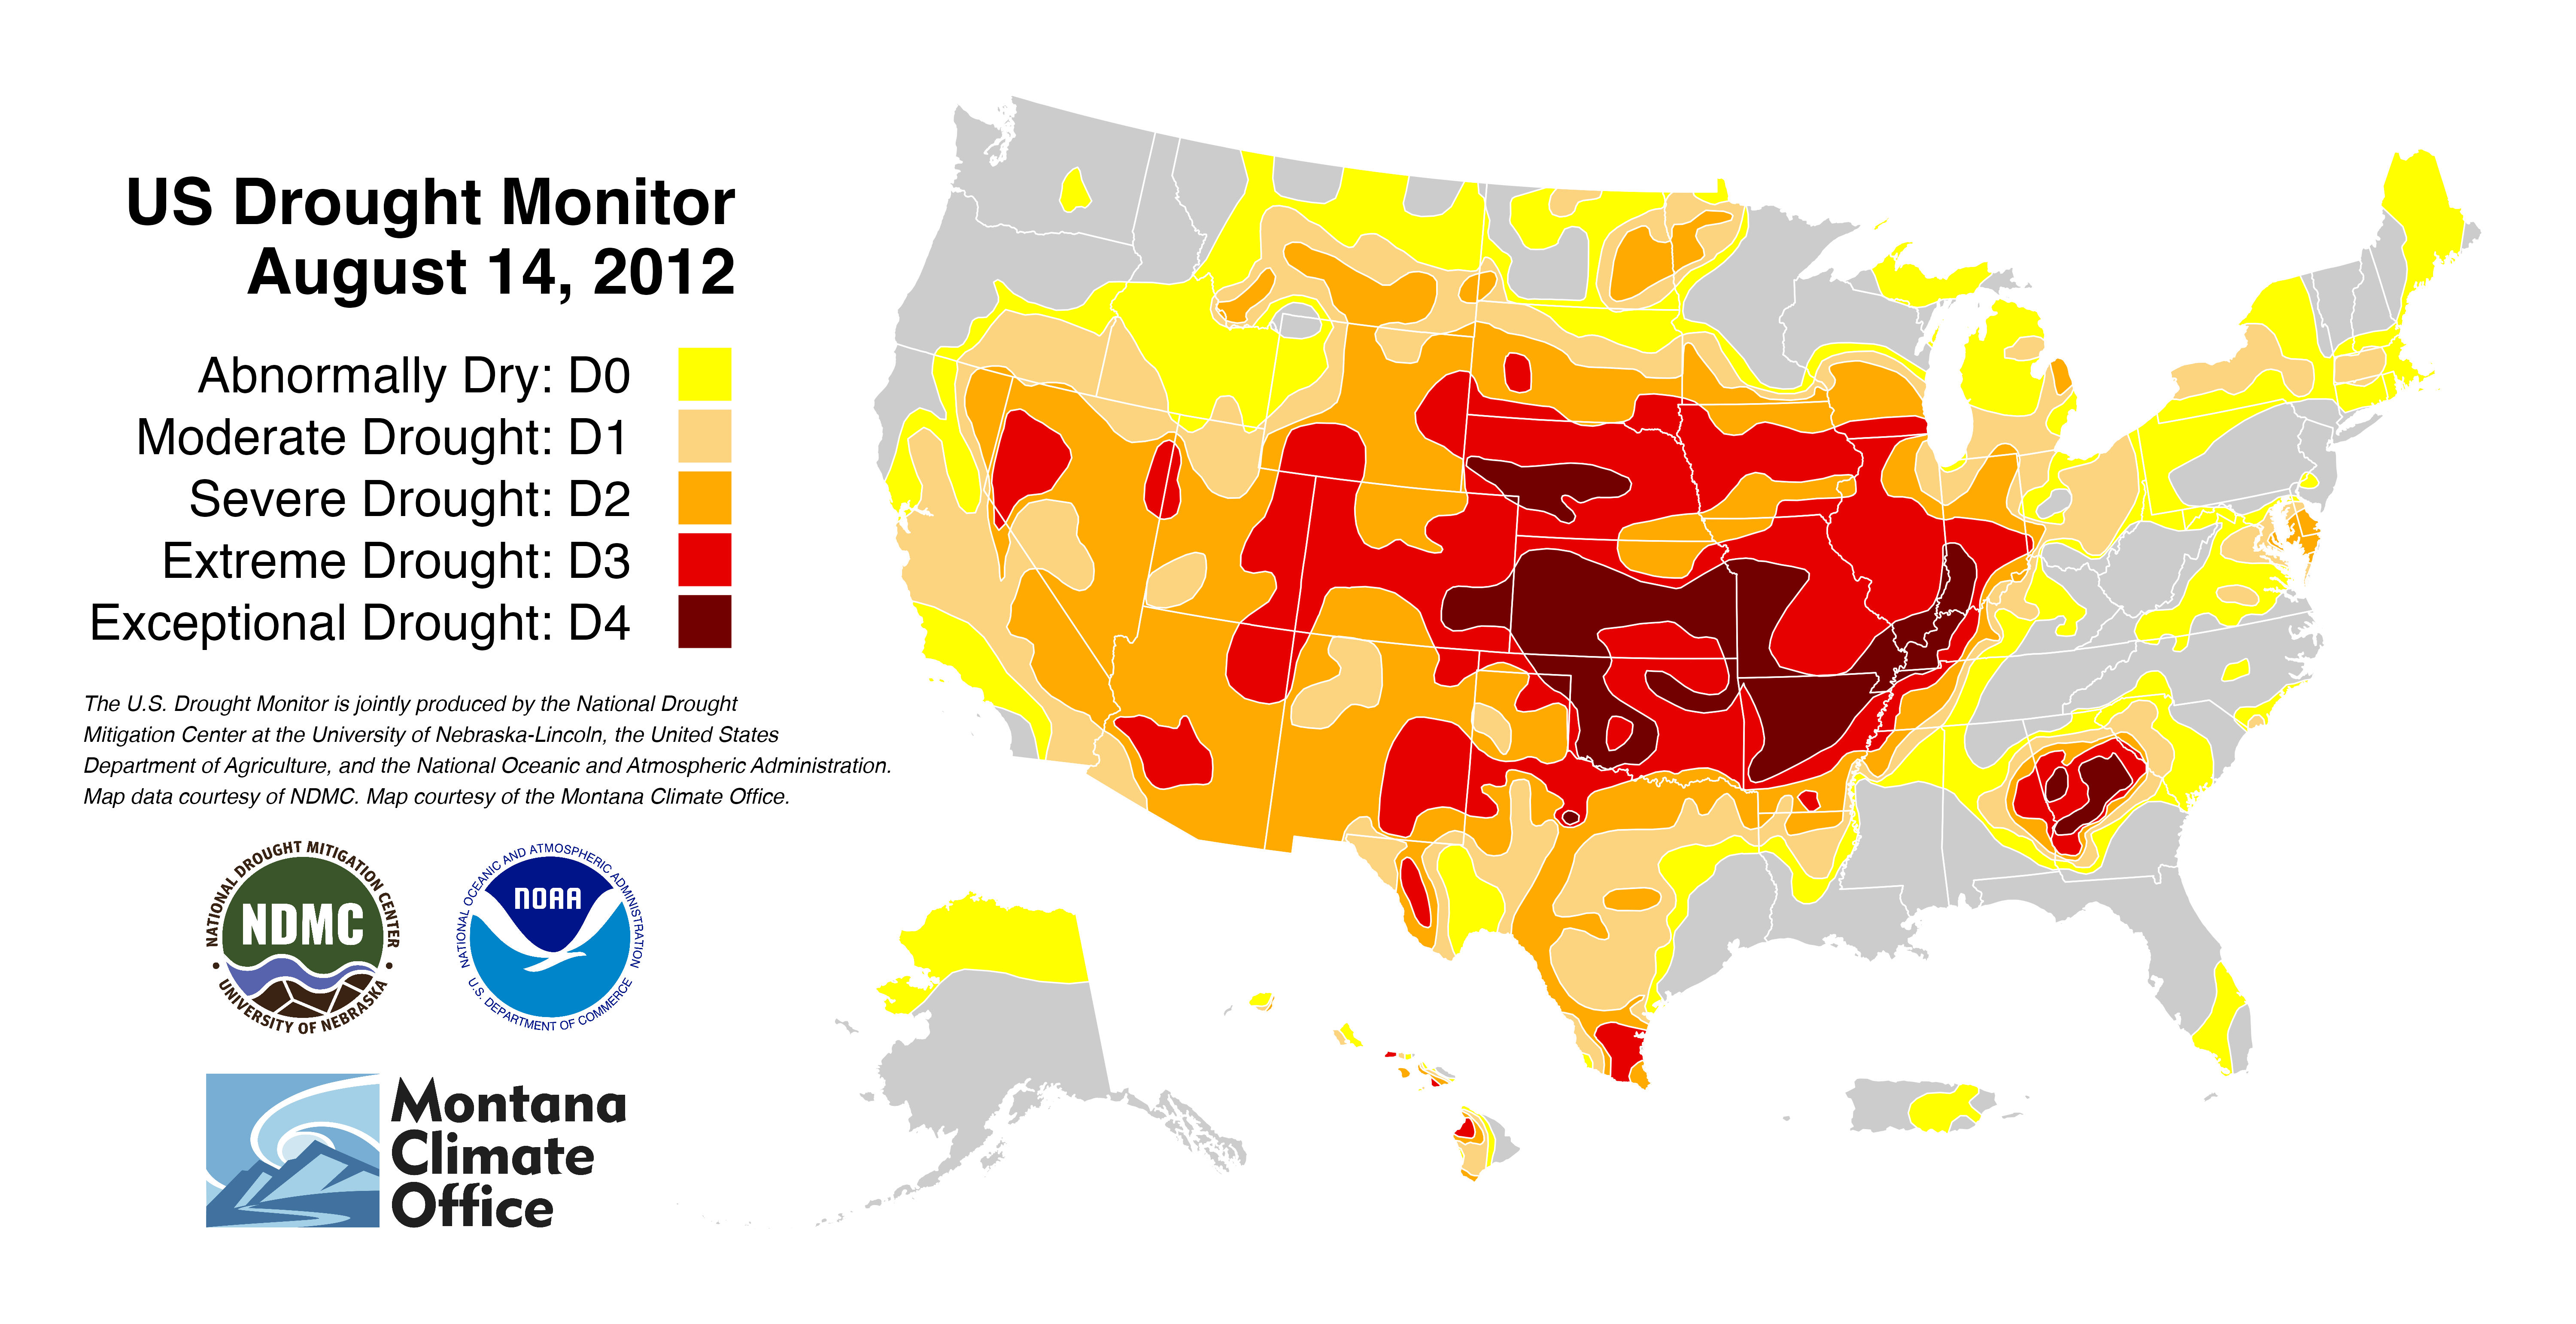 US Drought Monitor
August 14, 2012
Abnormally Dry: D0
Moderate Drought: D1
Severe Drought: D2
Extreme Drought: D3
Exceptional Drought: D4
The U.S. Drought Monitor is jointly produced by the National Drought
Mitigation Center at the University of Nebraska-Lincoln, the United States
Department of Agriculture, and the National Oceanic and Atmospheric Administration.
Map data courtesy of NDMC. Map courtesy of the Montana Climate Office.
NATIONAL DROUGHT MITIGATION CENTER
NDMC
• UNIVERSITY OF NEBRASKA •
NATIONAL OCEANIC AND ATMOSPHERIC ADMINISTRATION
NOAA
U.S. DEPARTMENT OF COMMERCE
Montana
Climate
Office